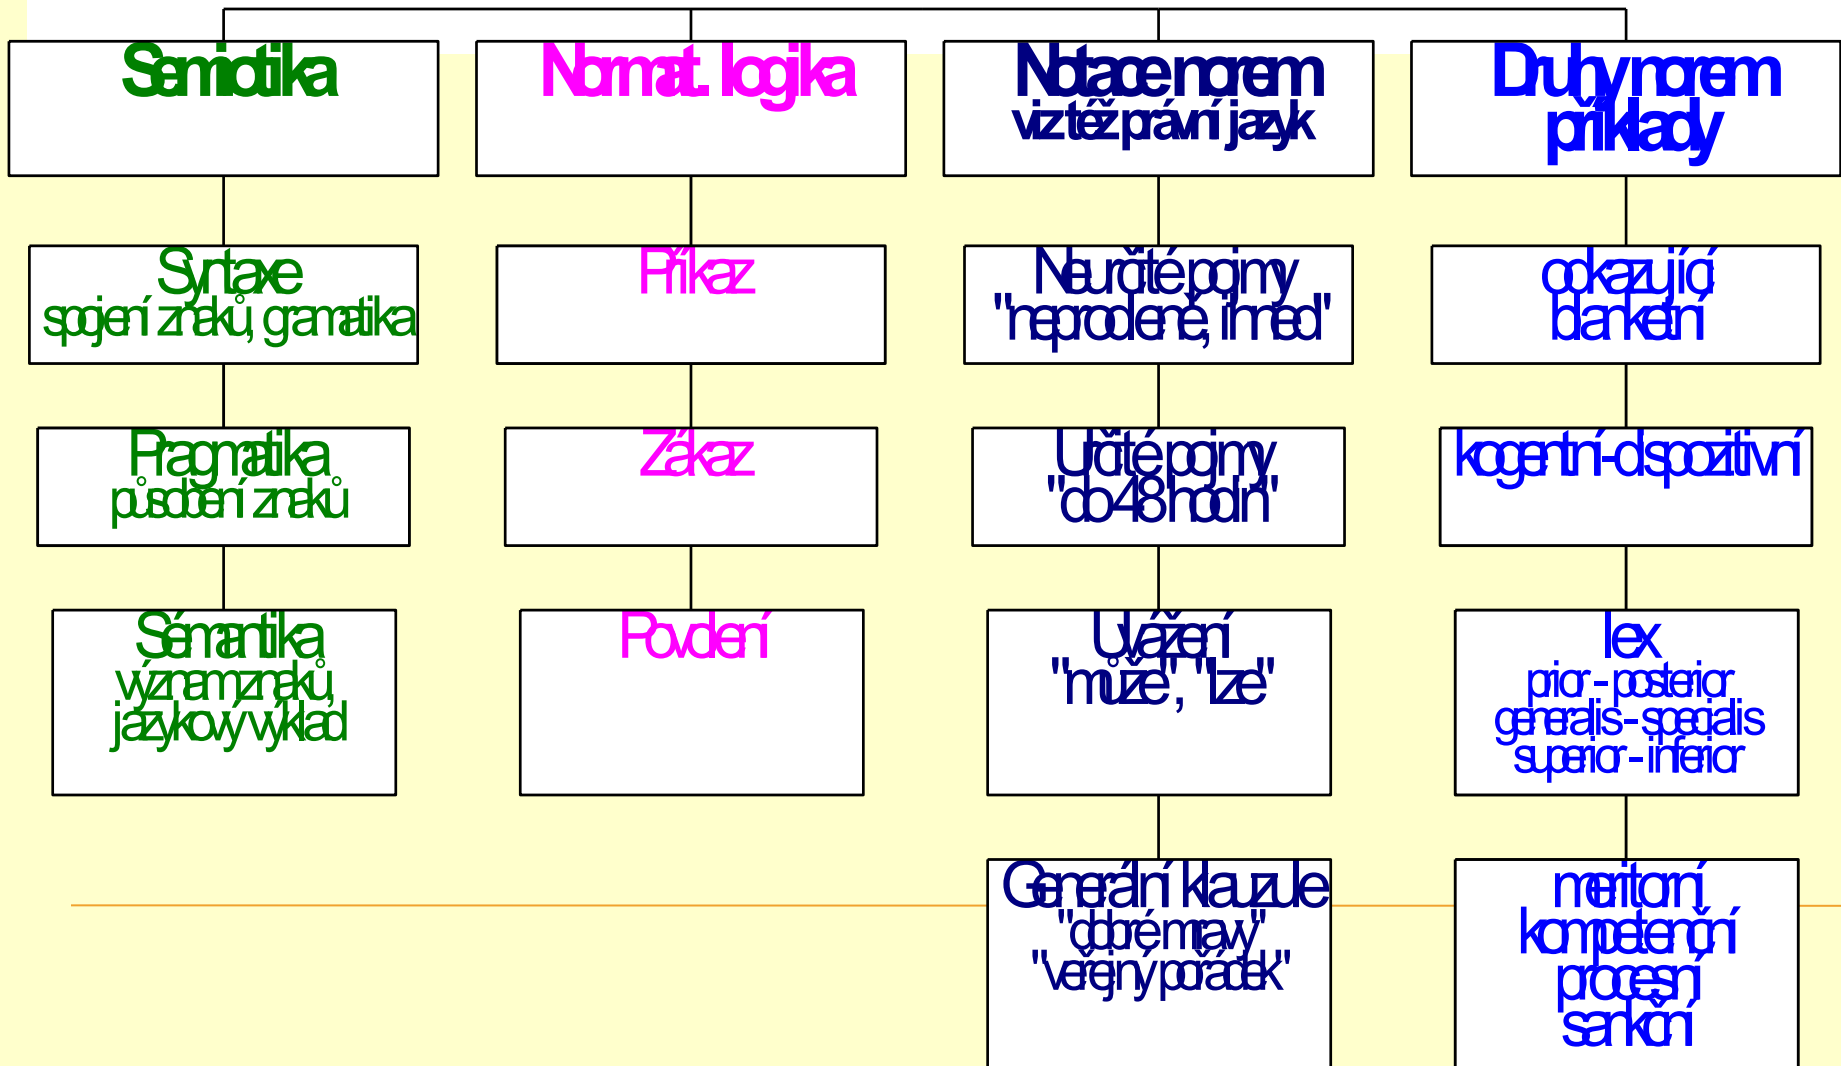 Semiotika
Syntaxe
spojení znaků, gramatika
Pragmatika
působení znaků
Sémantika
význam znaků,
jazykový výklad
Normat. logika
Příkaz
Zákaz
Povolení
Notace norem
viz též právní jazyk
Neurčité pojmy
"neprodleně, ihned"
Určité pojmy
"do 48 hodin"
Uvážení
"může", "lze"
Generální klauzule
"dobré mravy"
"veřejný pořádek"
Druhy norem
příklady
odkazující
blanketní
kogentní-dispozitivní
lex
prior - posterior
generalis - specialis
superior - inferior
meritorní
kompetenční
procesní
sankční